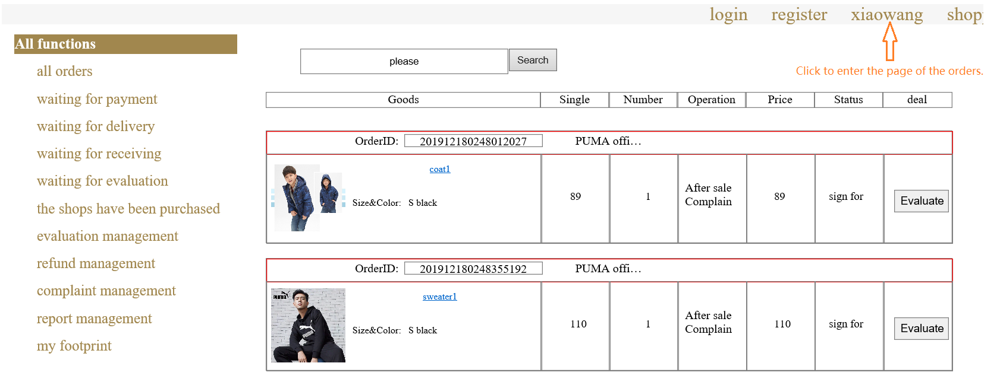 login register xiaowang shop
Click to enter the page of the orders.
All functions
all orders
waiting for payment
waiting for delivery
waiting for receiving
waiting for evaluation
the shops have been purchased
evaluation management
refund management
complaint management
report management
my footprint
please Search
Goods Single Number Operation Price Status deal
OrderID: 201912180248012027 PUMA offi…
coat1
Size&Color: S black
89
1
After sale
Complain
89
sign for
Evaluate
OrderID: 201912180248355192 PUMA offi…
PUMA
PUMA
sweater1
Size&Color: S black
110
1
After sale
Complain
110
sign for
Evaluate